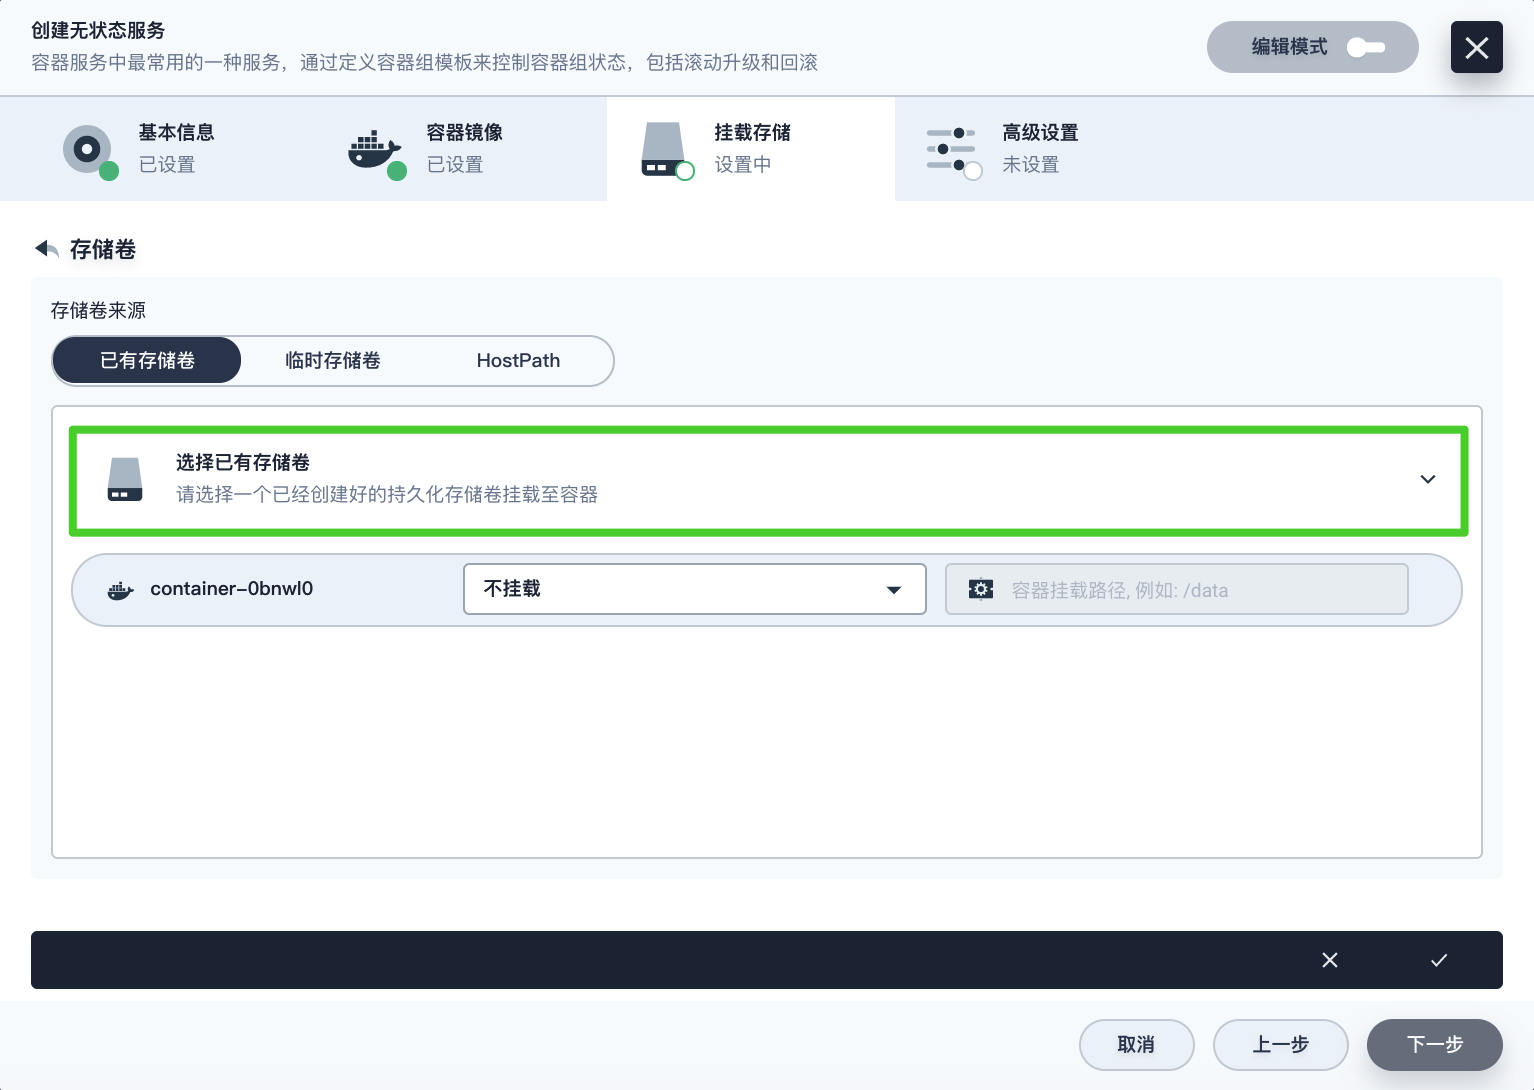 创建无状态服务
容器服务中最常用的一种服务，通过定义容器组模板来控制容器组状态，包括滚动升级和回滚
编辑模式
基本信息
已设置
容器镜像
已设置
挂载存储
设置中
高级设置
未设置
存储卷
存储卷来源
已有存储卷
临时存储卷
HostPath
选择已有存储卷
请选择一个已经创建好的持久化存储卷挂载至容器
container-0bnwl0
不挂载
容器挂载路径, 例如: /data
取消
上一步
下一步